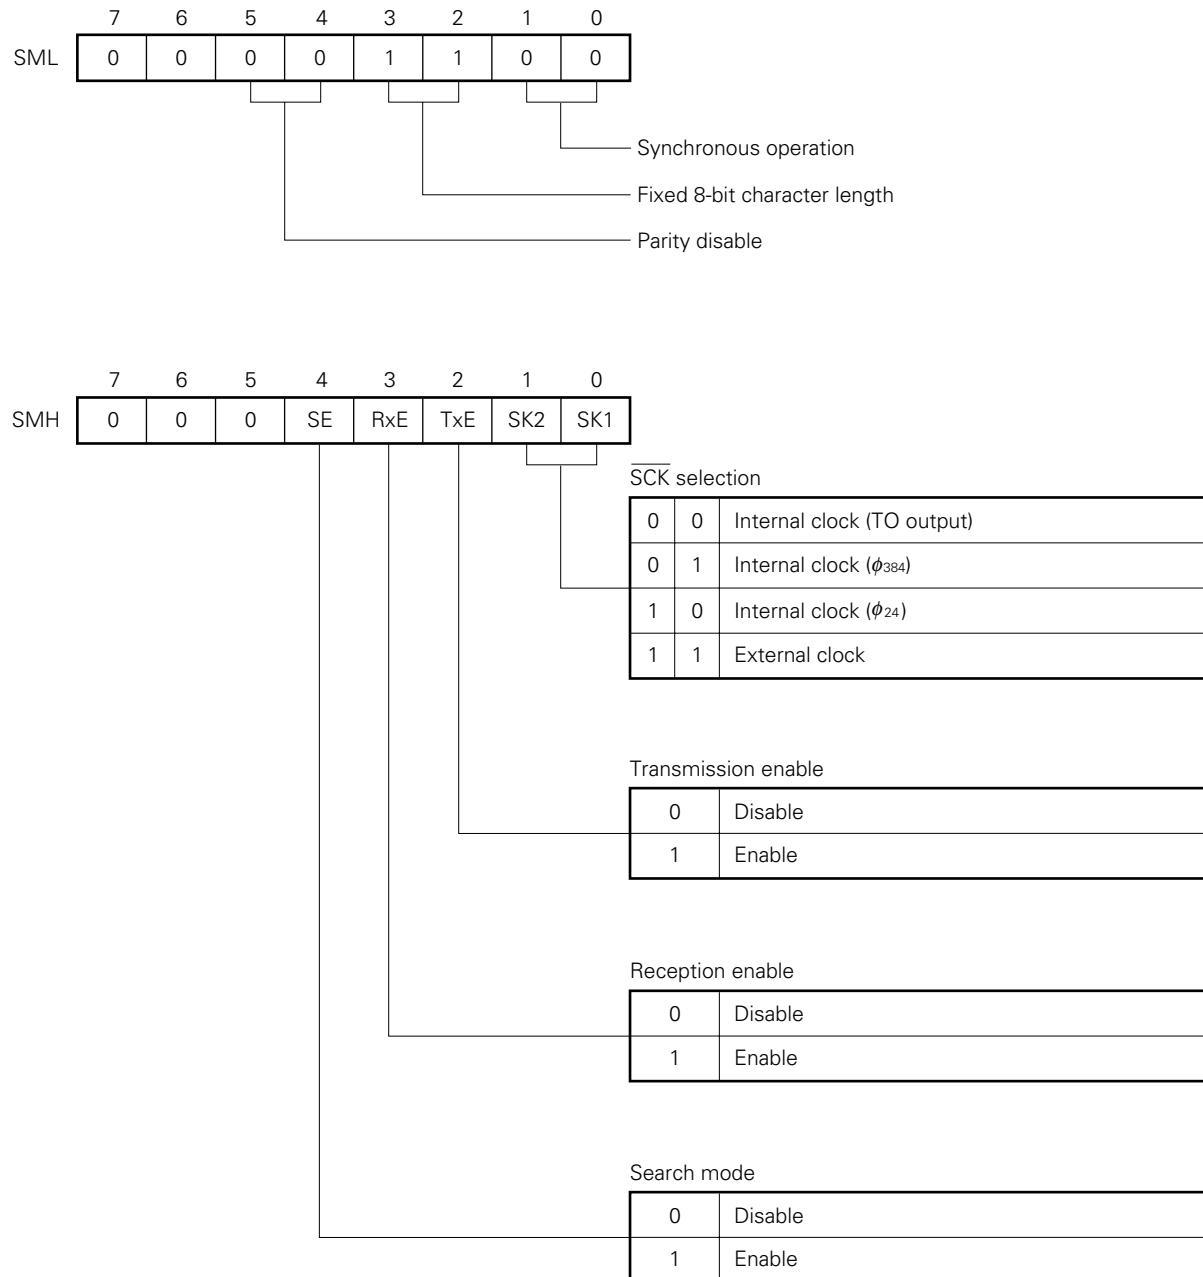 7 6 5 4 3 2 1 0
SML 0 0 0 0 1 1 0 0
Synchronous operation
Fixed 8-bit character length
Parity disable
7 6 5 4 3 2 1 0
SMH 0 0 0 SE RxE TxE SK2 SK1
S̅C̅K̅ selection
0 0 Internal clock (TO output)
0 1 Internal clock (ϕ384)
1 0 Internal clock (ϕ24)
1 1 External clock
Transmission enable
0 Disable
1 Enable
Reception enable
0 Disable
1 Enable
Search mode
0 Disable
1 Enable